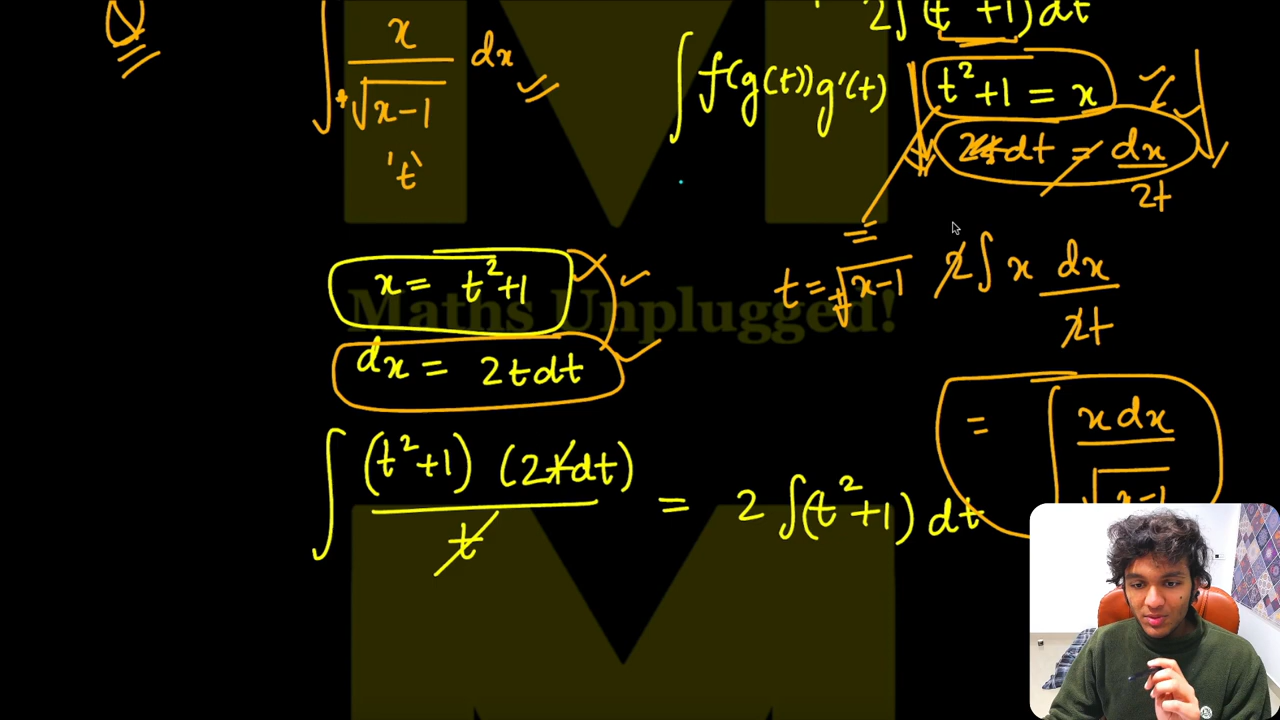 2∫(t² +1)dt
∫ x/√(x-1) dx
't'
∫ f(g(t))g'(t)
t²+1 = x
2t dt = dx/2t
t = √(x-1)
2∫ x dx/2t
x = t²+1
dx = 2t dt
Maths Unplugged!
∫ (t²+1) (2t dt)/t = 2 ∫(t²+1) dt
= ∫ x dx/√(x-1)